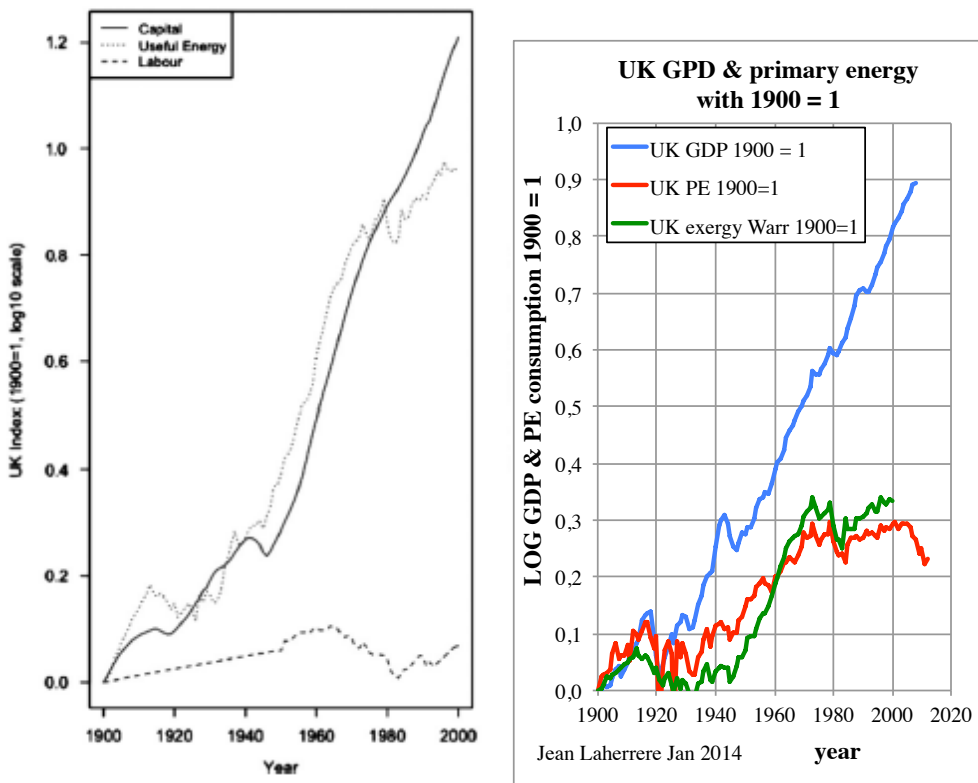 Capital
Useful Energy
Labour
1.2
1.0
0.8
0.6
0.4
0.2
0.0
UK Index (1900=1, log10 scale)
1900
1920
1940
1960
1980
2000
Year
UK GPD & primary energy
with 1900 = 1
UK GDP 1900 = 1
UK PE 1900=1
UK exergy Warr 1900=1
LOG GDP & PE consumption 1900 = 1
1,0
0,9
0,8
0,7
0,6
0,5
0,4
0,3
0,2
0,1
0,0
1900
1920
1940
1960
1980
2000
2020
Jean Laherrere Jan 2014
year